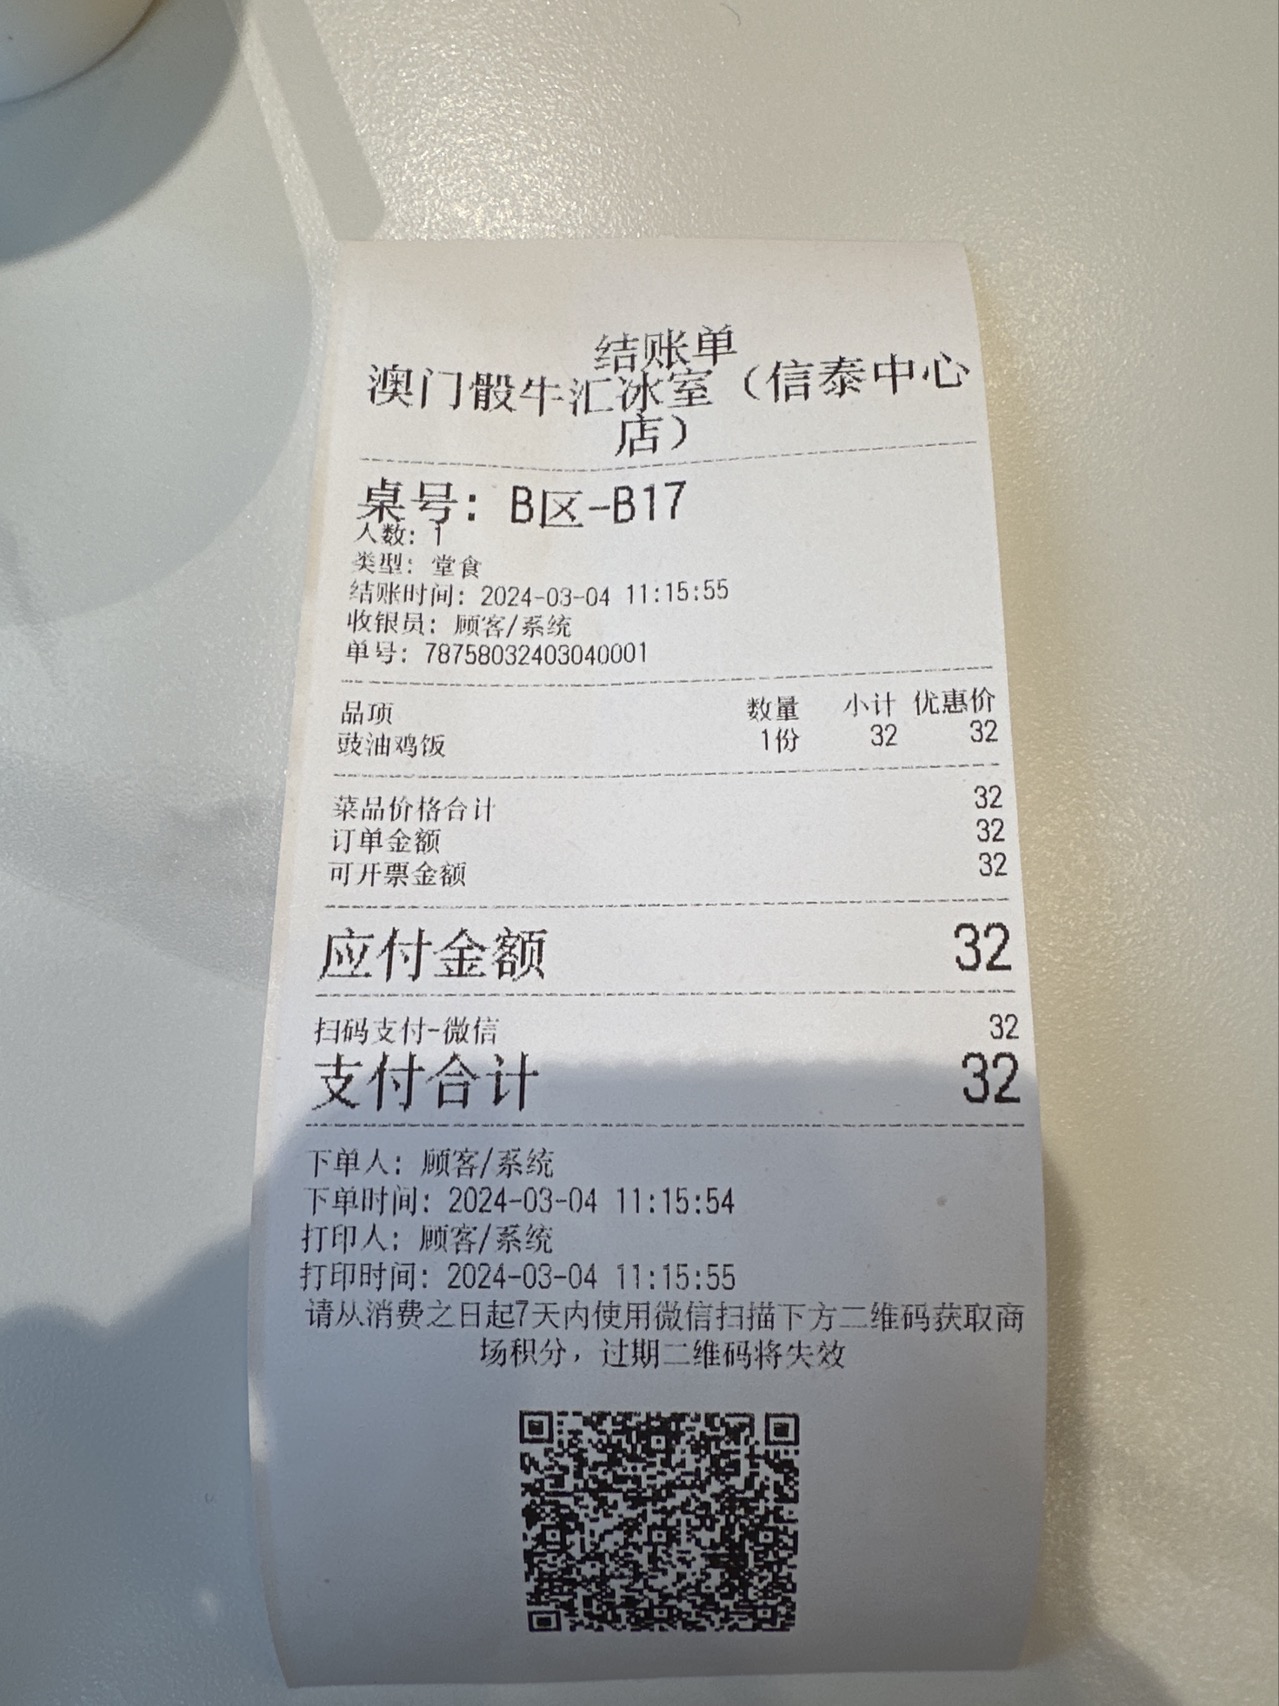 结账单
澳门骰牛汇冰室（信泰中心
店）
桌号：B区-B17
人数：1
类型：堂食
结账时间：2024-03-04 11:15:55
收银员：顾客/系统
单号：78758032403040001
品项 数量 小计 优惠价
豉油鸡饭 1份 32 32
菜品价格合计 32
订单金额 32
可开票金额 32
应付金额 32
扫码支付-微信 32
支付合计 32
下单人：顾客/系统
下单时间：2024-03-04 11:15:54
打印人：顾客/系统
打印时间：2024-03-04 11:15:55
请从消费之日起7天内使用微信扫描下方二维码获取商
场积分，过期二维码将失效